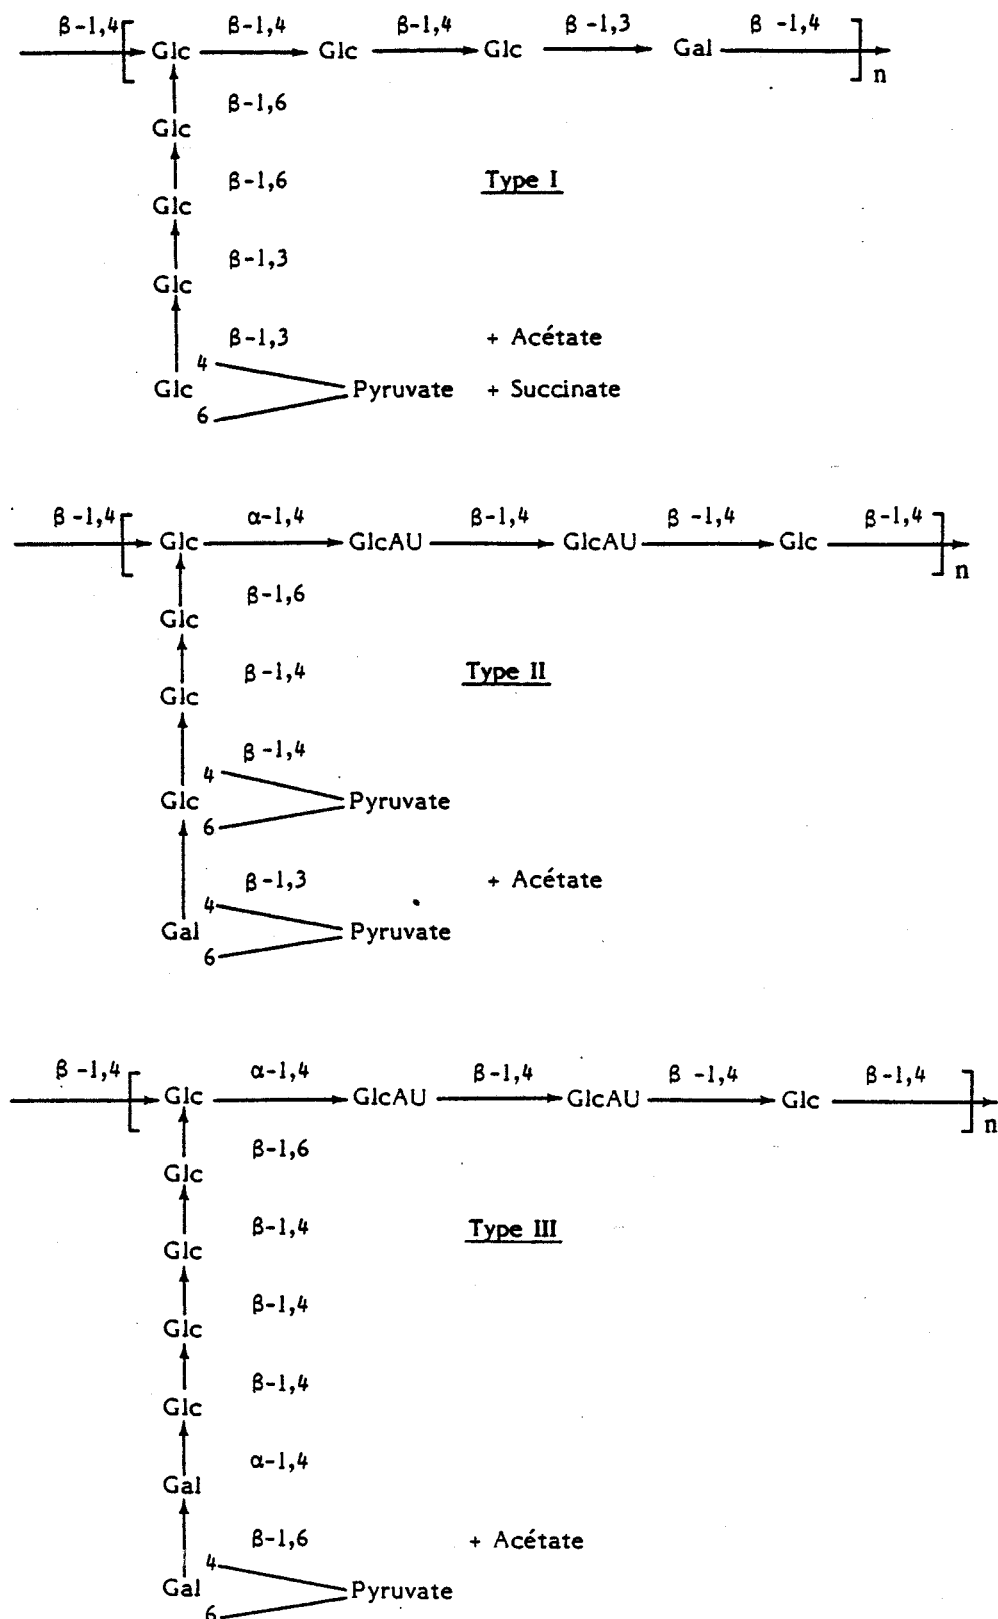 β-1,4 β-1,4 β-1,4 β-1,3 β -1,4
[ Glc Glc Glc Gal ] n
β-1,6
Glc
β-1,6 Type I
Glc
β-1,3
Glc
β-1,3 + Acétate
4
Glc Pyruvate + Succinate
6
β-1,4 α-1,4 β-1,4 β -1,4 β-1,4
[ Glc GlcAU GlcAU Glc ] n
β-1,6
Glc
β-1,4 Type II
Glc
β -1,4
4
Glc Pyruvate
6
β-1,3 + Acétate
4
Gal Pyruvate
6
β -1,4 α-1,4 β-1,4 β -1,4 β-1,4
[ Glc GlcAU GlcAU Glc ] n
β-1,6
Glc
β-1,4 Type III
Glc
β-1,4
Glc
β-1,4
Glc
α-1,4
Gal
β-1,6 + Acétate
4
Gal Pyruvate
6